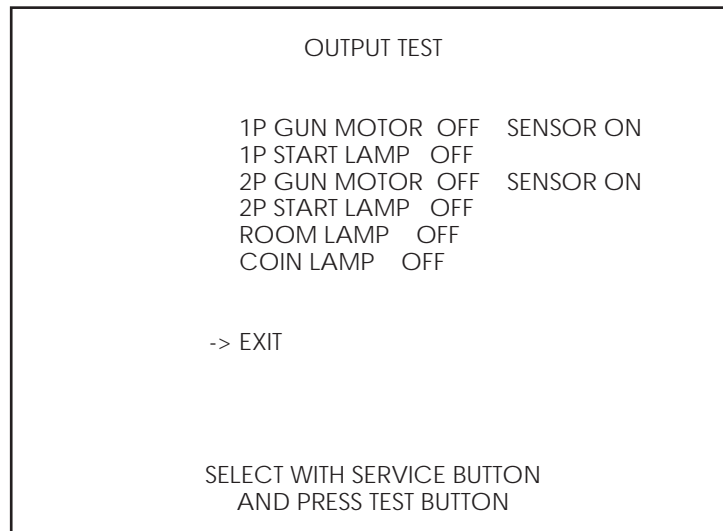 OUTPUT TEST
1P GUN MOTOR OFF SENSOR ON
1P START LAMP OFF
2P GUN MOTOR OFF SENSOR ON
2P START LAMP OFF
ROOM LAMP OFF
COIN LAMP OFF
-> EXIT
SELECT WITH SERVICE BUTTON
AND PRESS TEST BUTTON